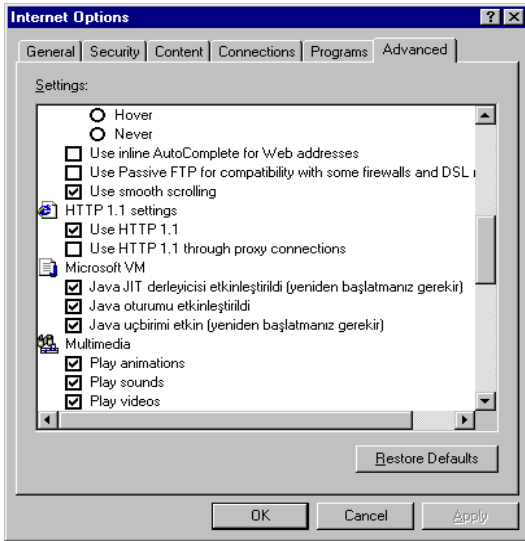 Internet Options
General Security Content Connections Programs Advanced
Settings:
Hover
Never
Use inline AutoComplete for Web addresses
Use Passive FTP for compatibility with some firewalls and DSL
Use smooth scrolling
HTTP 1.1 settings
Use HTTP 1.1
Use HTTP 1.1 through proxy connections
Microsoft VM
Java JIT derleyicisi etkinleştirildi (yeniden başlatmanız gerekir)
Java oturumu etkinleştirildi
Java uçbirimi etkin (yeniden başlatmanız gerekir)
Multimedia
Play animations
Play sounds
Play videos
Restore Defaults
OK Cancel Apply